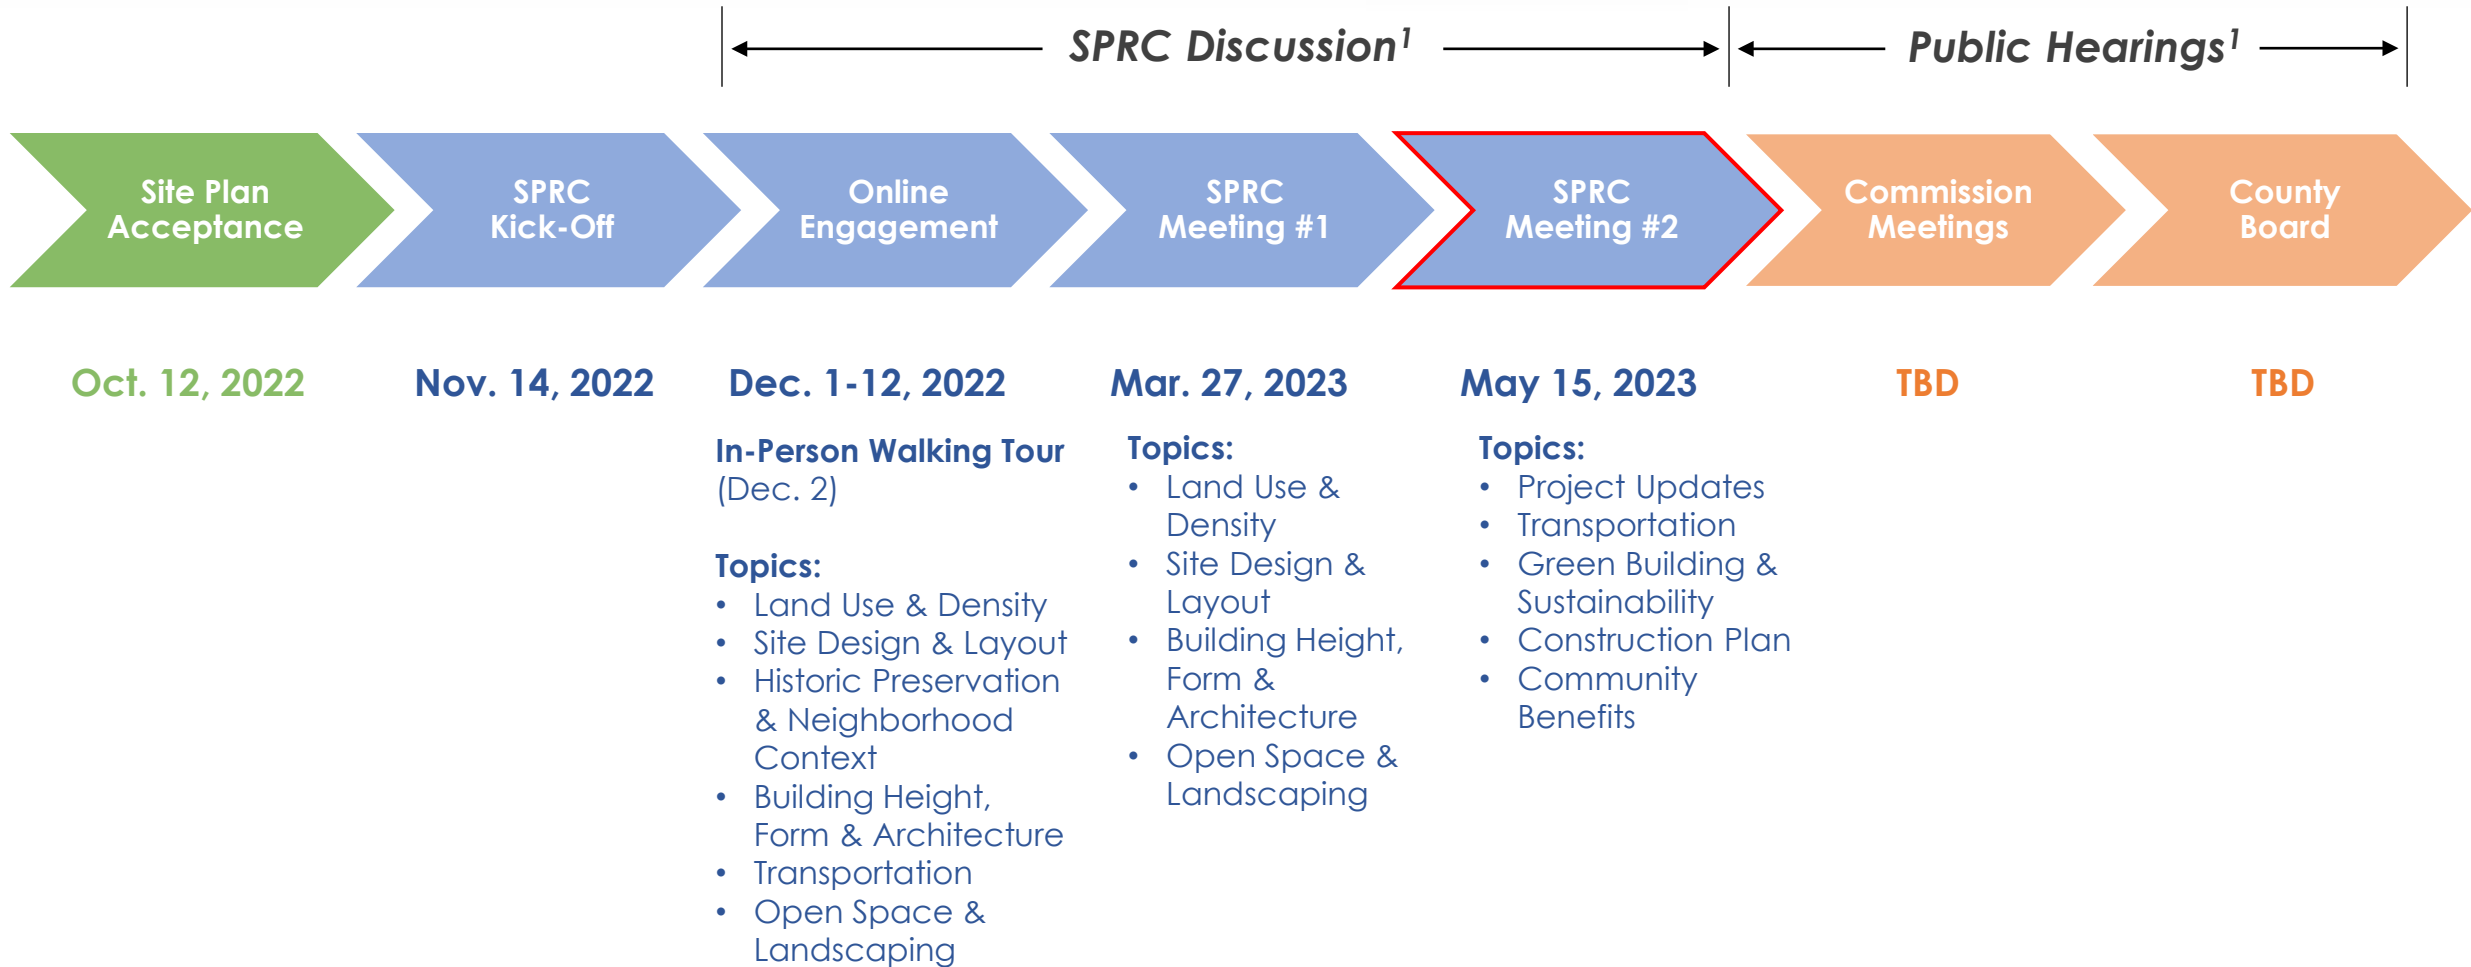 SPRC Discussion¹
Public Hearings¹
Site Plan
Acceptance
SPRC
Kick-Off
Online
Engagement
SPRC
Meeting #1
SPRC
Meeting #2
Commission
Meetings
County
Board
Oct. 12, 2022
Nov. 14, 2022
Dec. 1-12, 2022
Mar. 27, 2023
May 15, 2023
TBD
TBD
In-Person Walking Tour
(Dec. 2)
Topics:
• Land Use & Density
• Site Design & Layout
• Historic Preservation
& Neighborhood
Context
• Building Height,
Form & Architecture
• Transportation
• Open Space &
Landscaping
Topics:
• Land Use &
Density
• Site Design &
Layout
• Building Height,
Form &
Architecture
• Open Space &
Landscaping
Topics:
• Project Updates
• Transportation
• Green Building &
Sustainability
• Construction Plan
• Community
Benefits